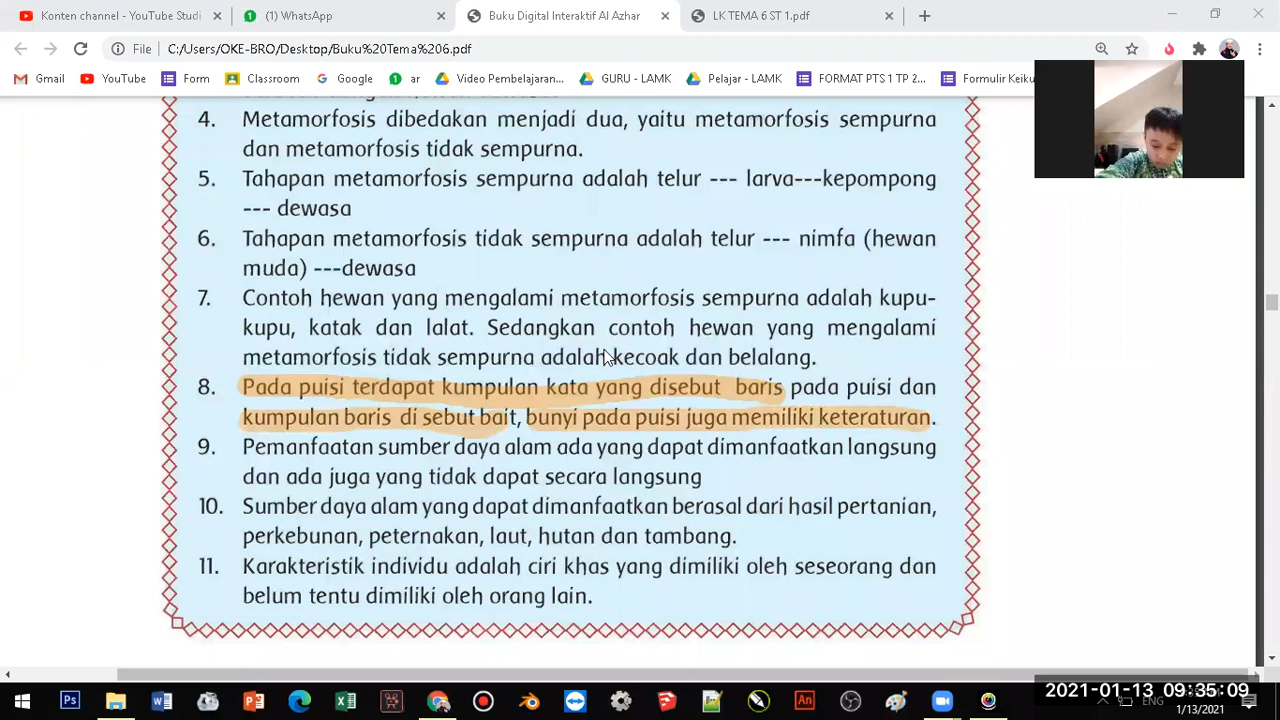 Konten channel - YouTube Studi
(1) WhatsApp
Buku Digital Interaktif Al Azhar
LK TEMA 6 ST 1.pdf
File
C:/Users/OKE-BRO/Desktop/Buku%20Tema%206.pdf
Gmail
YouTube
Form
Classroom
Google
ar
Video Pembelajaran...
GURU - LAMK
Pelajar - LAMK
FORMAT PTS 1 TP 2...
Formulir Keiku
4. Metamorfosis dibedakan menjadi dua, yaitu metamorfosis sempurna
dan metamorfosis tidak sempurna.
5. Tahapan metamorfosis sempurna adalah telur --- larva---kepompong
--- dewasa
6. Tahapan metamorfosis tidak sempurna adalah telur --- nimfa (hewan
muda) ---dewasa
7. Contoh hewan yang mengalami metamorfosis sempurna adalah kupu-
kupu, katak dan lalat. Sedangkan contoh hewan yang mengalami
metamorfosis tidak sempurna adalah kecoak dan belalang.
8. Pada puisi terdapat kumpulan kata yang disebut baris pada puisi dan
kumpulan baris di sebut bait, bunyi pada puisi juga memiliki keteraturan.
9. Pemanfaatan sumber daya alam ada yang dapat dimanfaatkan langsung
dan ada juga yang tidak dapat secara langsung
10. Sumber daya alam yang dapat dimanfaatkan berasal dari hasil pertanian,
perkebunan, peternakan, laut, hutan dan tambang.
11. Karakteristik individu adalah ciri khas yang dimiliki oleh seseorang dan
belum tentu dimiliki oleh orang lain.
2021-01-13 09:35:09
ENG
1/13/2021